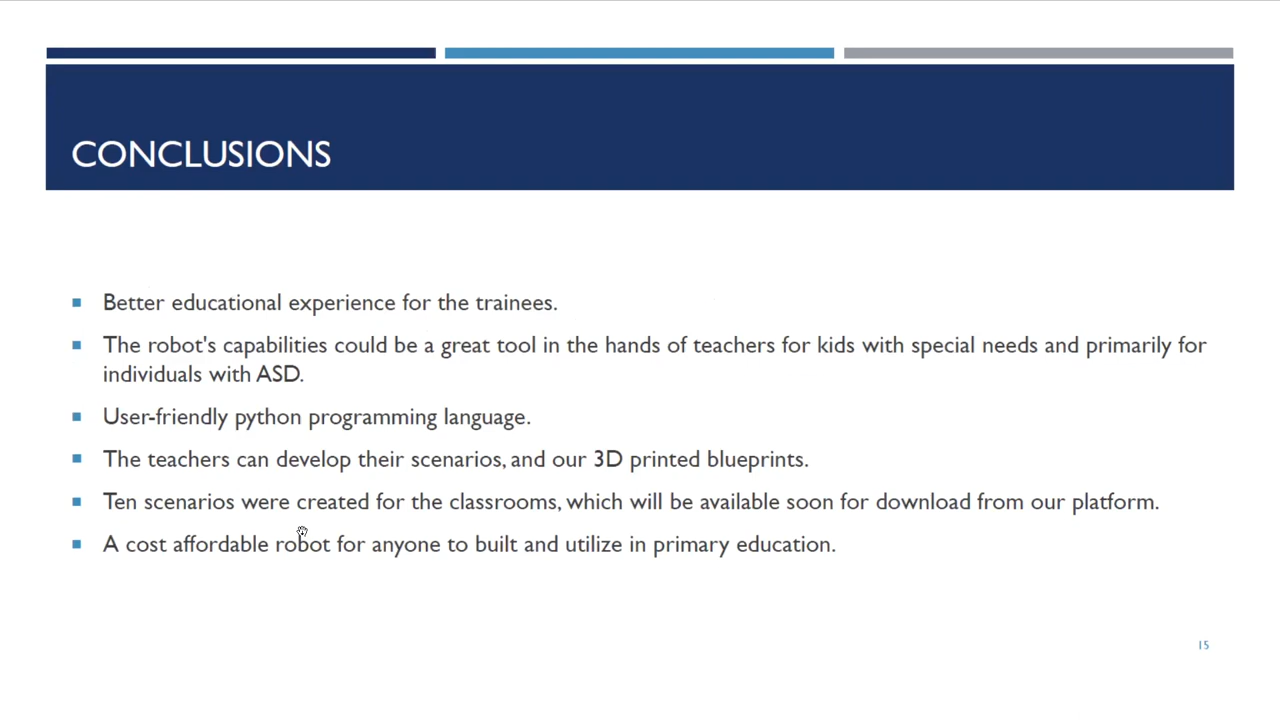 CONCLUSIONS
Better educational experience for the trainees.
The robot's capabilities could be a great tool in the hands of teachers for kids with special needs and primarily for
individuals with ASD.
User-friendly python programming language.
The teachers can develop their scenarios, and our 3D printed blueprints.
Ten scenarios were created for the classrooms, which will be available soon for download from our platform.
A cost affordable robot for anyone to built and utilize in primary education.
15